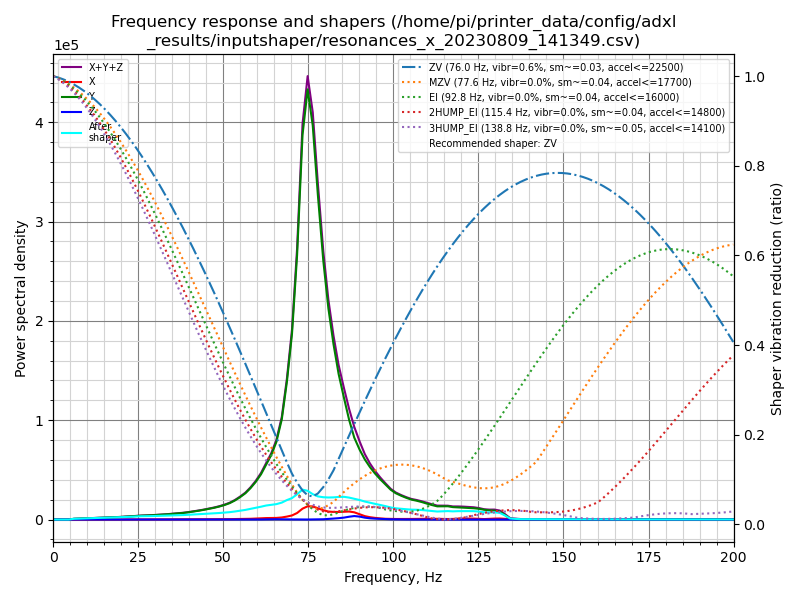 Frequency response and shapers (/home/pi/printer_data/config/adxl
_results/inputshaper/resonances_x_20230809_141349.csv)
1e5
X+Y+Z
X
Y
Z
After
shaper
ZV (76.0 Hz, vibr=0.6%, sm~=0.03, accel<=22500)
MZV (77.6 Hz, vibr=0.0%, sm~=0.04, accel<=17700)
EI (92.8 Hz, vibr=0.0%, sm~=0.04, accel<=16000)
2HUMP_EI (115.4 Hz, vibr=0.0%, sm~=0.04, accel<=14800)
3HUMP_EI (138.8 Hz, vibr=0.0%, sm~=0.05, accel<=14100)
Recommended shaper: ZV
Power spectral density
4
3
2
1
0
1.0
0.8
0.6
0.4
0.2
0.0
Shaper vibration reduction (ratio)
0 25 50 75 100 125 150 175 200
Frequency, Hz